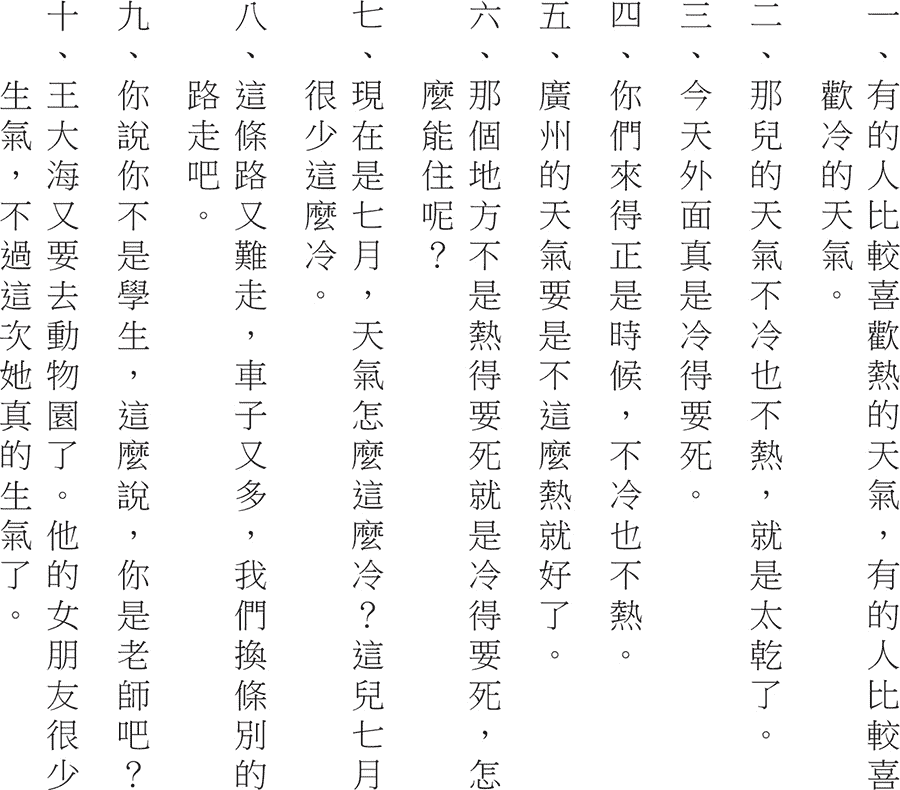 一、有的人比較喜歡熱的天氣，有的人比較喜
歡冷的天氣。
二、那兒的天氣不冷也不熱，就是太乾了。
三、今天外面真是冷得要死。
四、你們來得正是時候，不冷也不熱。
五、廣州的天氣要是不這麼熱就好了。
六、那個地方不是熱得要死就是冷得要死，怎
麼能住呢？
七、現在是七月，天氣怎麼這麼冷？這兒七月
很少這麼冷。
八、這條路又難走，車子又多，我們換條別的
路走吧。
九、你說你不是學生，這麼說，你是老師吧？
十、王大海又要去動物園了。他的女朋友很少
生氣，不過這次她真的生氣了。